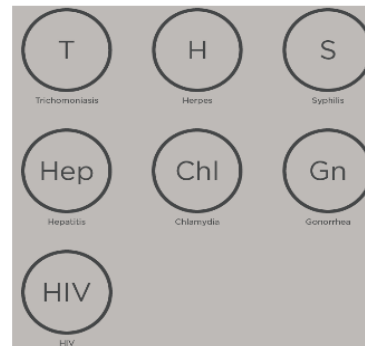 T H S
Trichomoniasis Herpes Syphilis
Hep Chl Gn
Hepatitis Chlamydia Gonorrhea
HIV
HIV